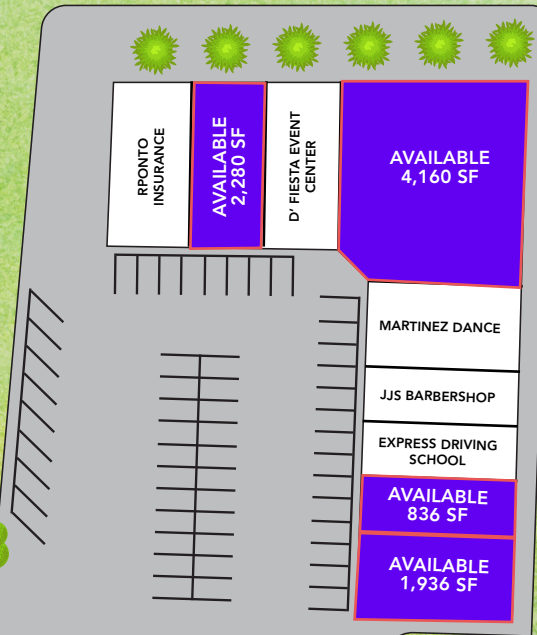 RPONTO
INSURANCE
AVAILABLE
2,280 SF
D' FIESTA EVENT
CENTER
AVAILABLE
4,160 SF
MARTINEZ DANCE
JJS BARBERSHOP
EXPRESS DRIVING
SCHOOL
AVAILABLE
836 SF
AVAILABLE
1,936 SF